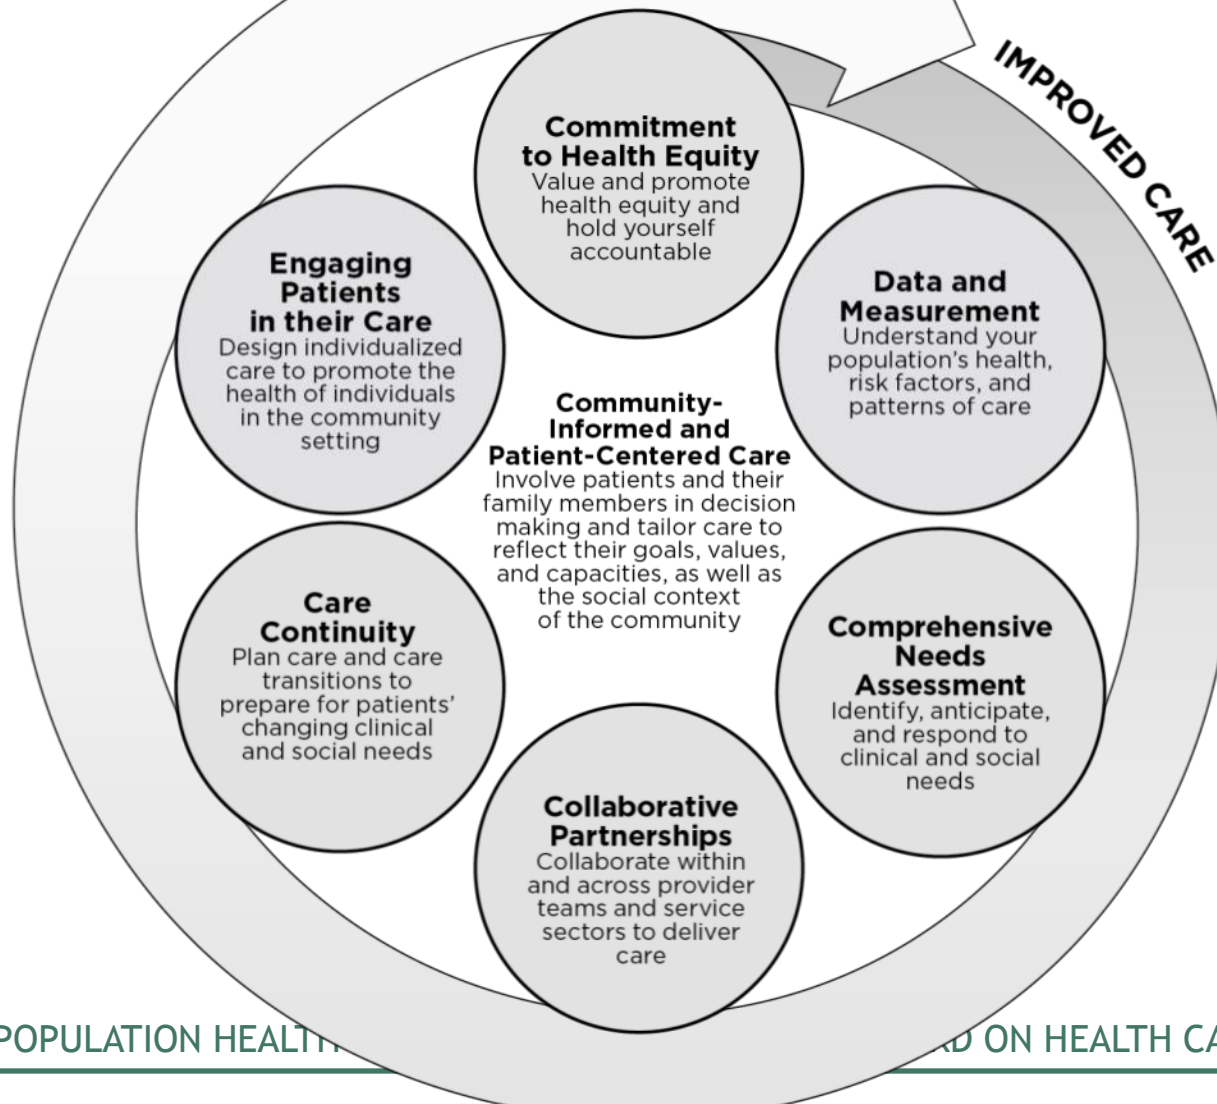 IMPROVED CARE
Commitment
to Health Equity
Value and promote
health equity and
hold yourself
accountable
Data and
Measurement
Understand your
population's health,
risk factors, and
patterns of care
Comprehensive
Needs
Assessment
Identify, anticipate,
and respond to
clinical and social
needs
Collaborative
Partnerships
Collaborate within
and across provider
teams and service
sectors to deliver
care
Care
Continuity
Plan care and care
transitions to
prepare for patients'
changing clinical
and social needs
Engaging
Patients
in their Care
Design individualized
care to promote the
health of individuals
in the community
setting
Community-
Informed and
Patient-Centered Care
Involve patients and their
family members in decision
making and tailor care to
reflect their goals, values,
and capacities, as well as
the social context
of the community
POPULATION HEALTH ON HEALTH CA